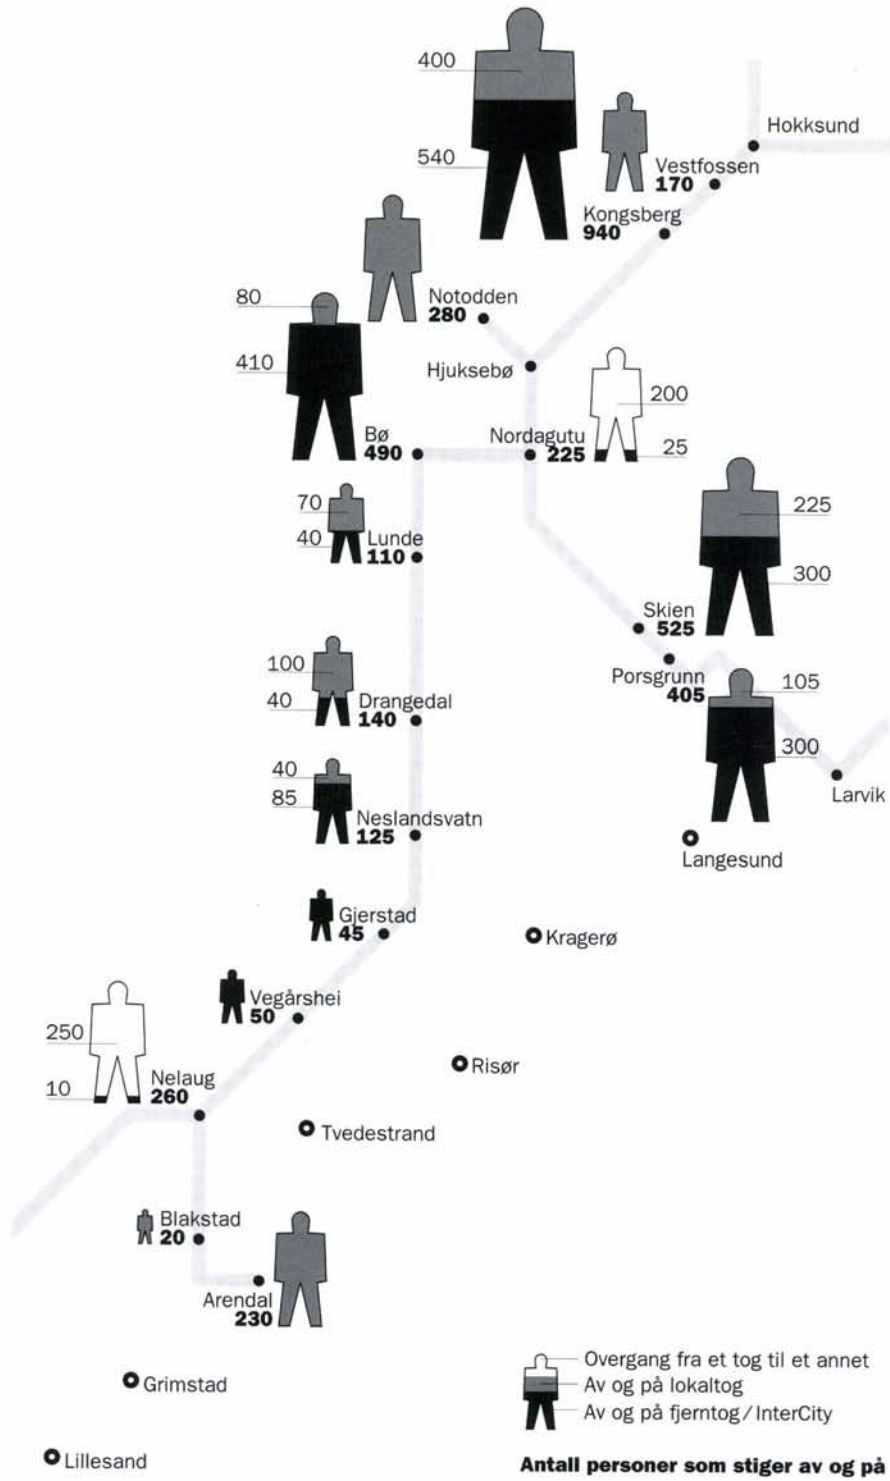 400
Hokksund
540
Vestfossen
170
Kongsberg
940
80
Notodden
280
410
Hjuksebø
200
Bø
490
Nordagutu
225
25
70
Lunde
40
110
225
300
Skien
525
100
Drangedal
40
140
Porsgrunn
405
105
300
40
85
Neslandsvatn
125
Larvik
Langesund
Gjerstad
45
Kragerø
Vegårshei
50
250
Nelaug
10
260
Risør
Tvedestrand
Blakstad
20
Arendal
230
Overgang fra et tog til et annet
Av og på lokaltog
Av og på fjerntog/InterCity
Grimstad
Lillesand
Antall personer som stiger av og på